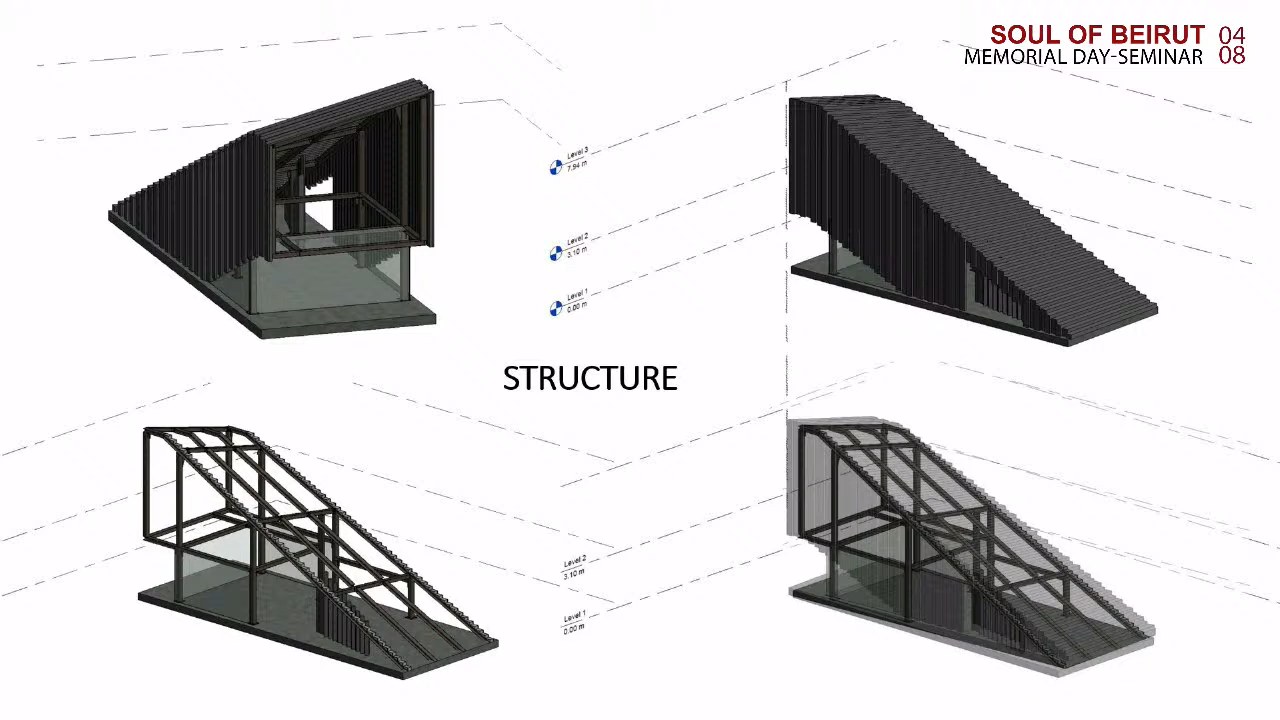 SOUL OF BEIRUT 04
MEMORIAL DAY-SEMINAR 08
Level 3
7.94 m
Level 2
3.10 m
Level 1
0.00 m
STRUCTURE
Level 2
3.10 m
Level 1
0.00 m